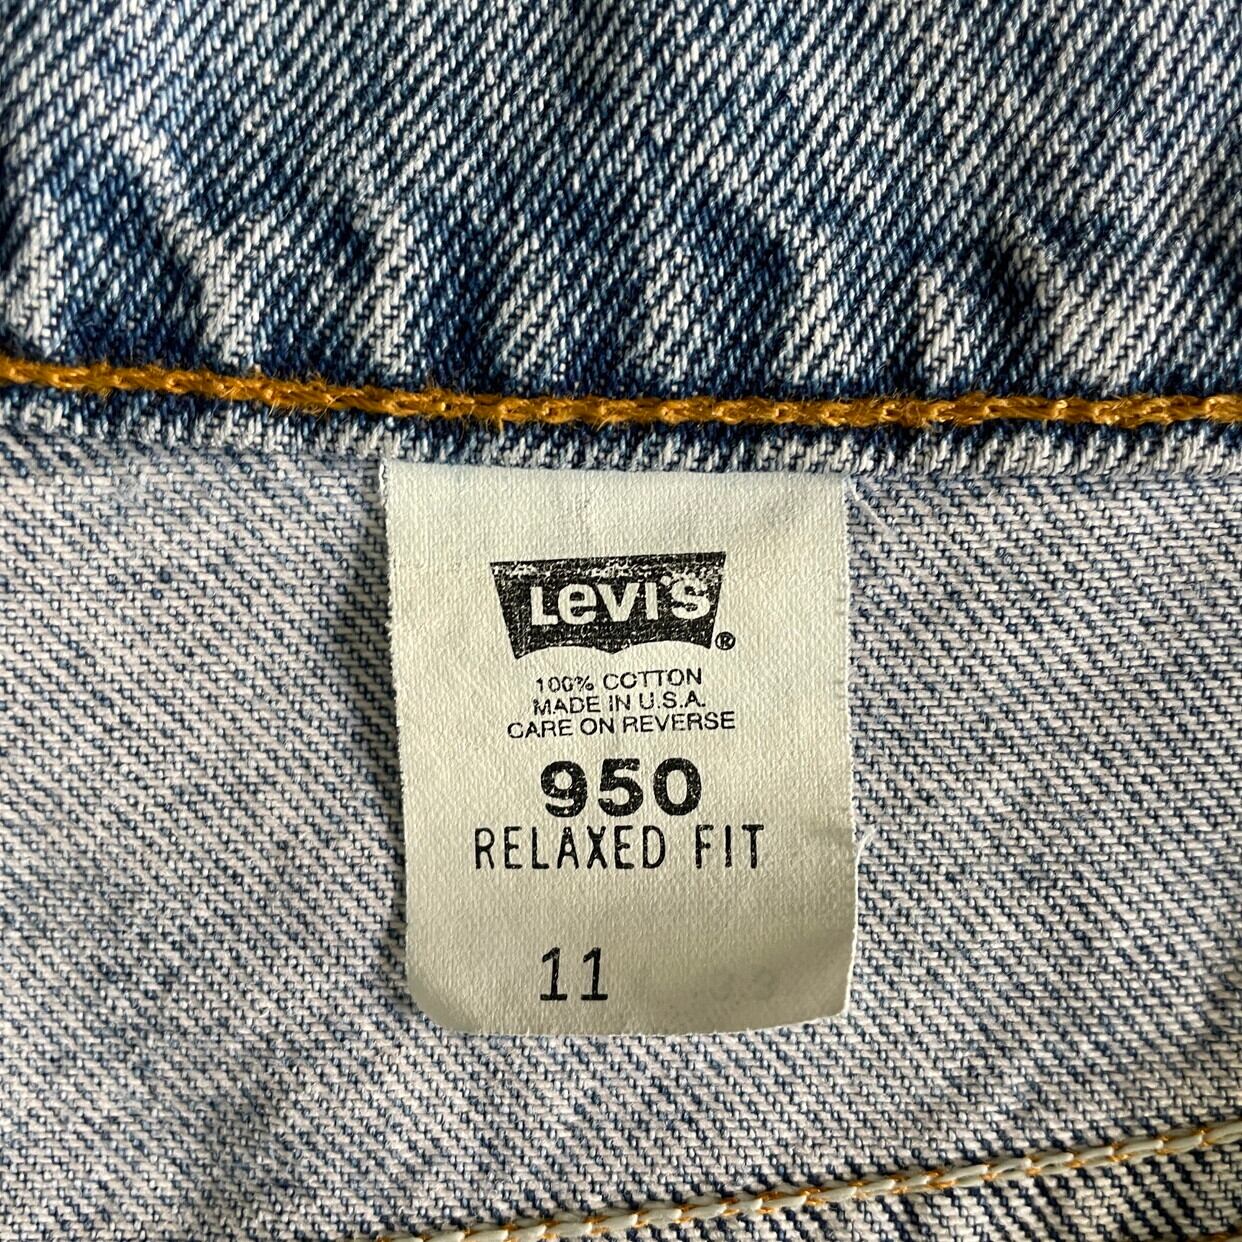 LEVI'S®
100% COTTON
MADE IN U.S.A.
CARE ON REVERSE
950
RELAXED FIT
11